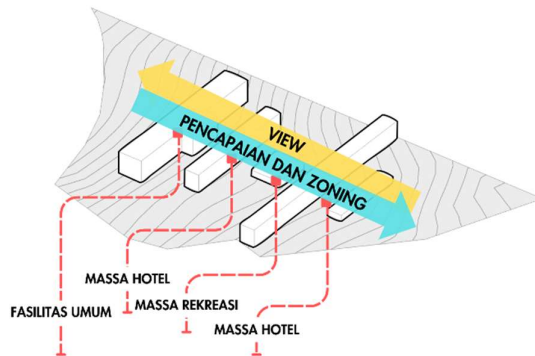 VIEW
PENCAPAIAN DAN ZONING
MASSA HOTEL
MASSA REKREASI
FASILITAS UMUM
MASSA HOTEL